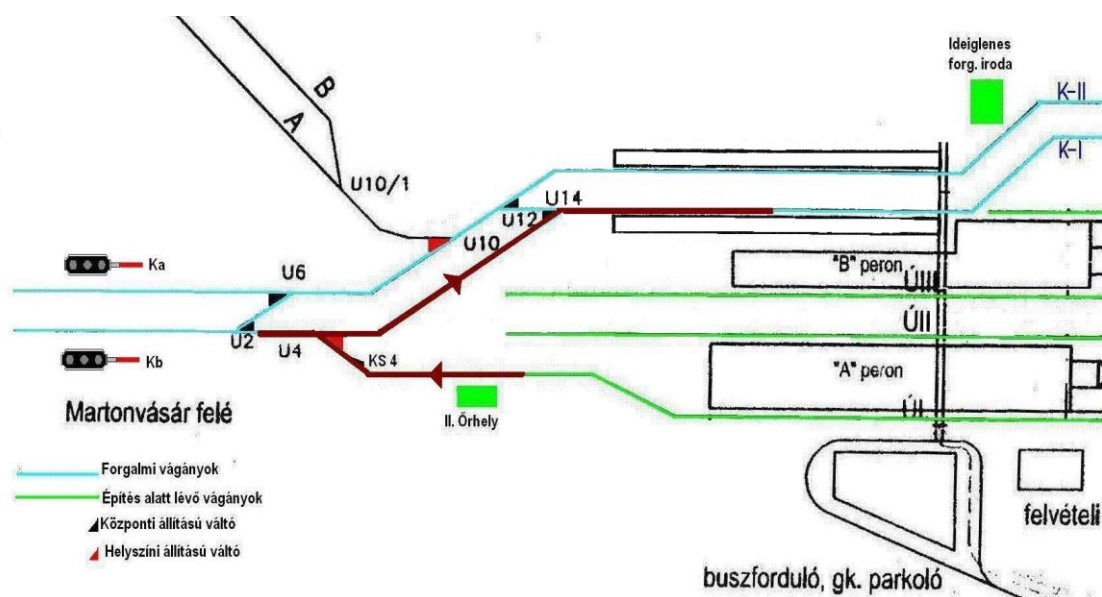 Ideiglenes
forg. iroda
B
A
K-II
K-I
U10/1
U14
U12
U10
Ka
U6
"B" peron
ÚIII
ÚII
U2
U4
KS 4
Kb
"A" peron
II. Őrhely
ÚI
Martonvásár felé
Forgalmi vágányok
Építés alatt lévő vágányok
Központi állítású váltó
Helyszíni állítású váltó
felvételi
buszforduló, gk. parkoló